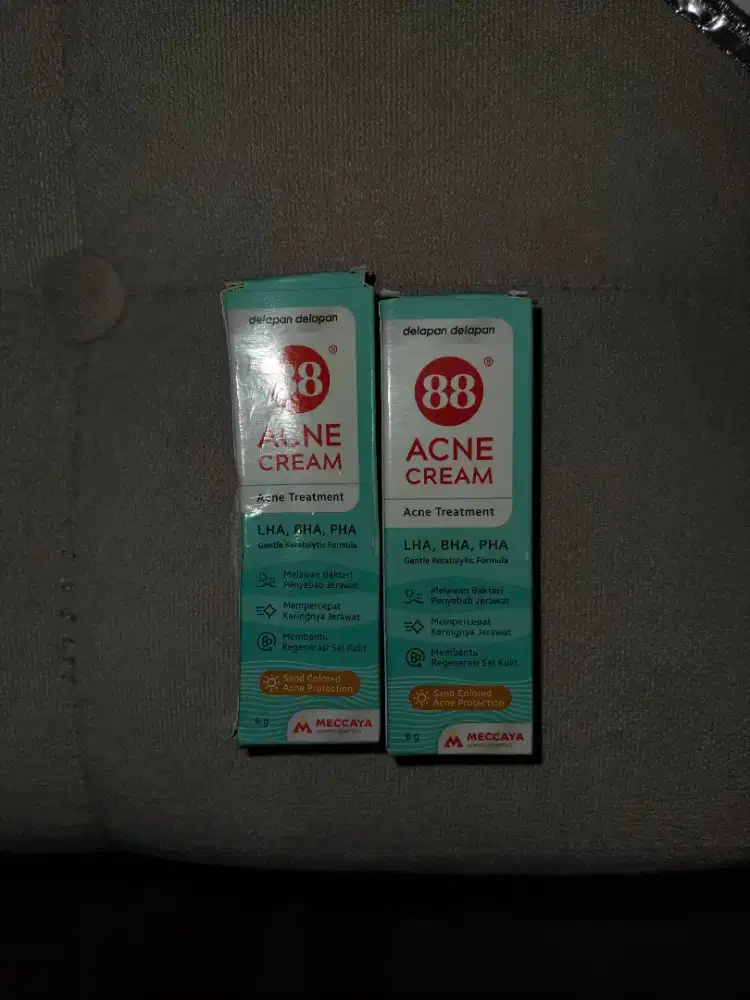 delapan delapan
88®
ACNE
CREAM
Acne Treatment
LHA, BHA, PHA
Gentle Keratolytic Formula
Melawan Bakteri
Penyebab Jerawat
Mempercepat
Keringnya Jerawat
Membantu
Regenerasi Sel Kulit
Sand Colored
Acne Protection
6 g
MECCAYA
delapan delapan
88®
ACNE
CREAM
Acne Treatment
LHA, BHA, PHA
Gentle Keratolytic Formula
Melawan Bakteri
Penyebab Jerawat
Mempercepat
Keringnya Jerawat
Membantu
Regenerasi Sel Kulit
Sand Colored
Acne Protection
6 g
MECCAYA